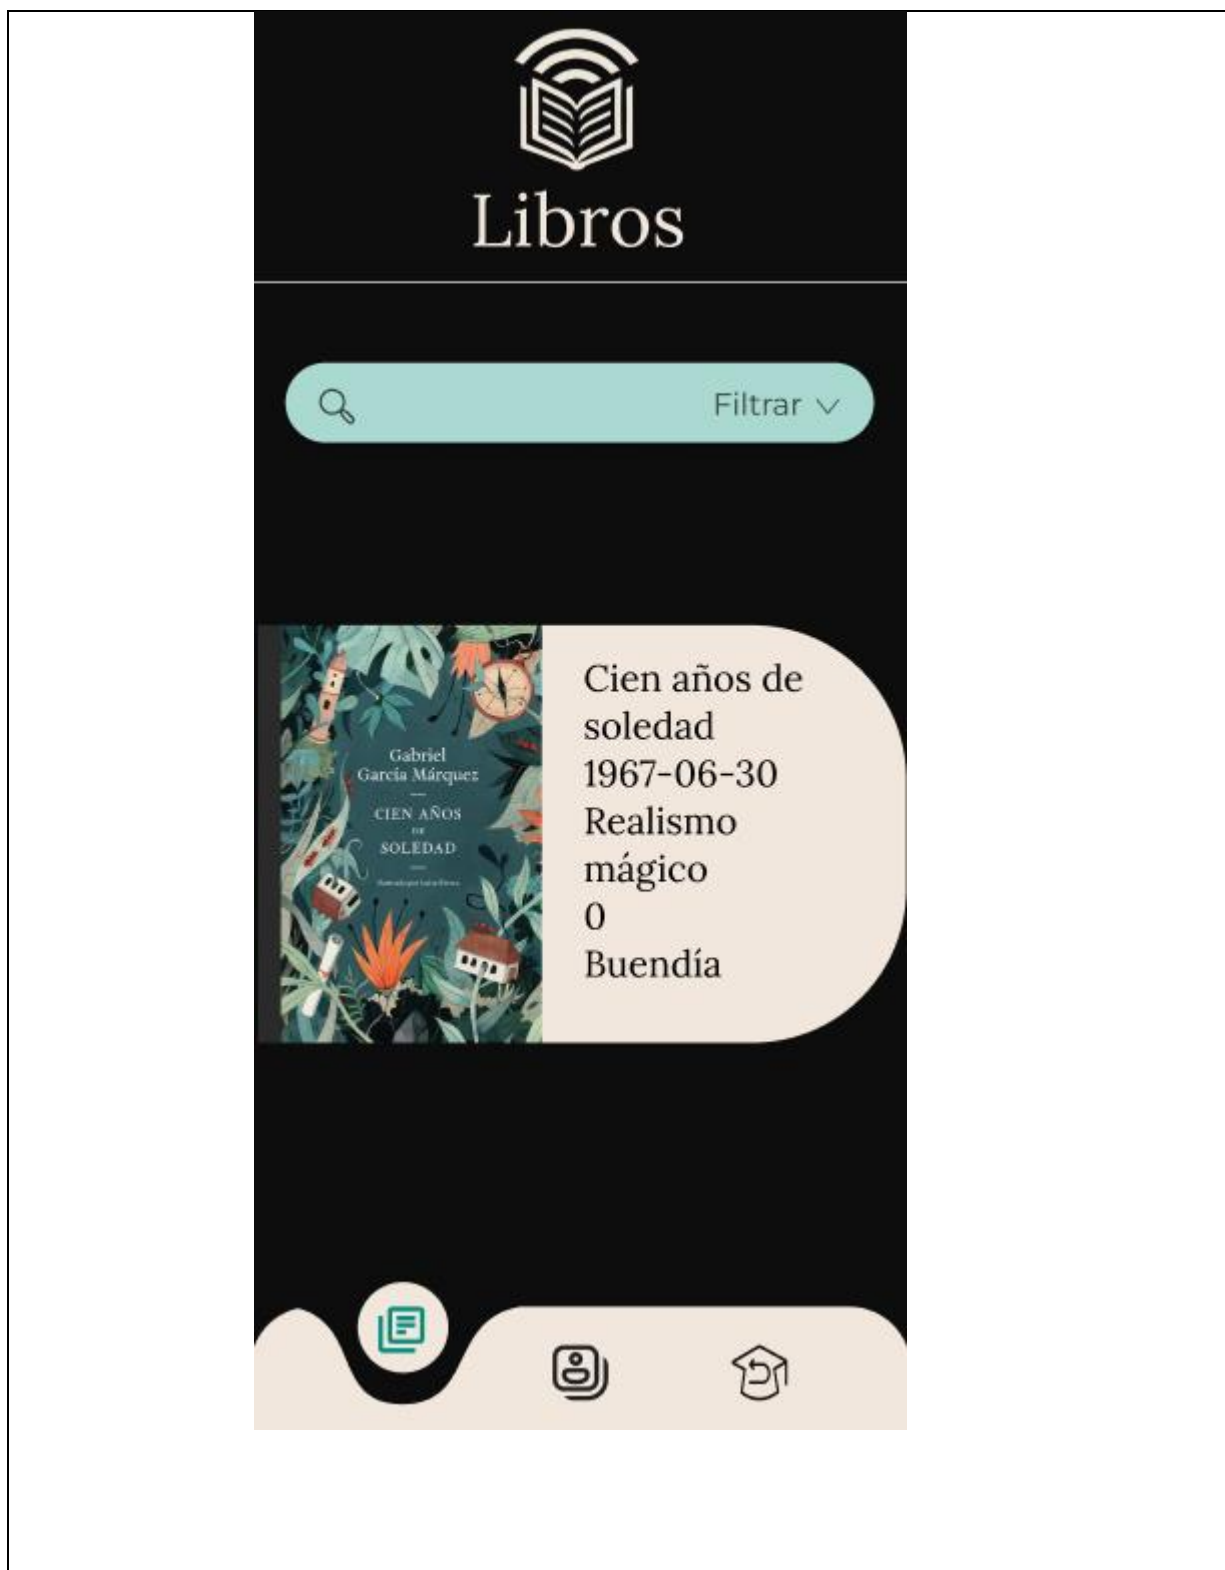 Libros
Filtrar
Gabriel
García Márquez
CIEN AÑOS
DE
SOLEDAD
Cien años de
soledad
1967-06-30
Realismo
mágico
0
Buendía